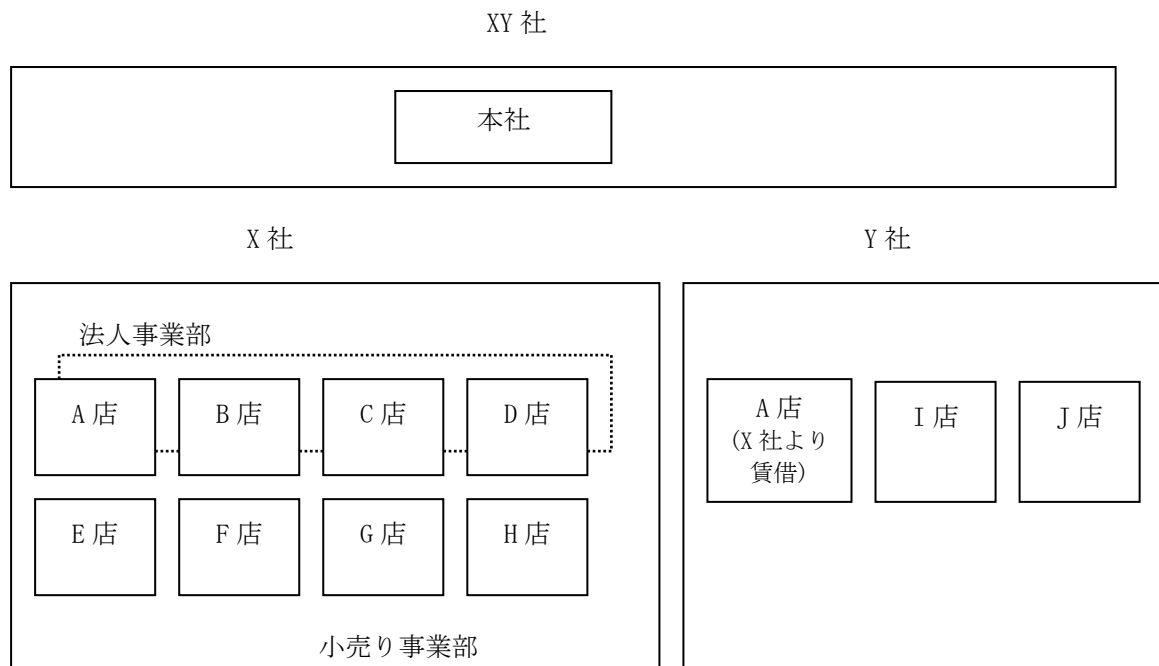 XY 社
本社
X 社
Y 社
法人事業部
A 店
B 店
C 店
D 店
A 店
(X 社より
賃借)
I 店
J 店
E 店
F 店
G 店
H 店
小売り事業部